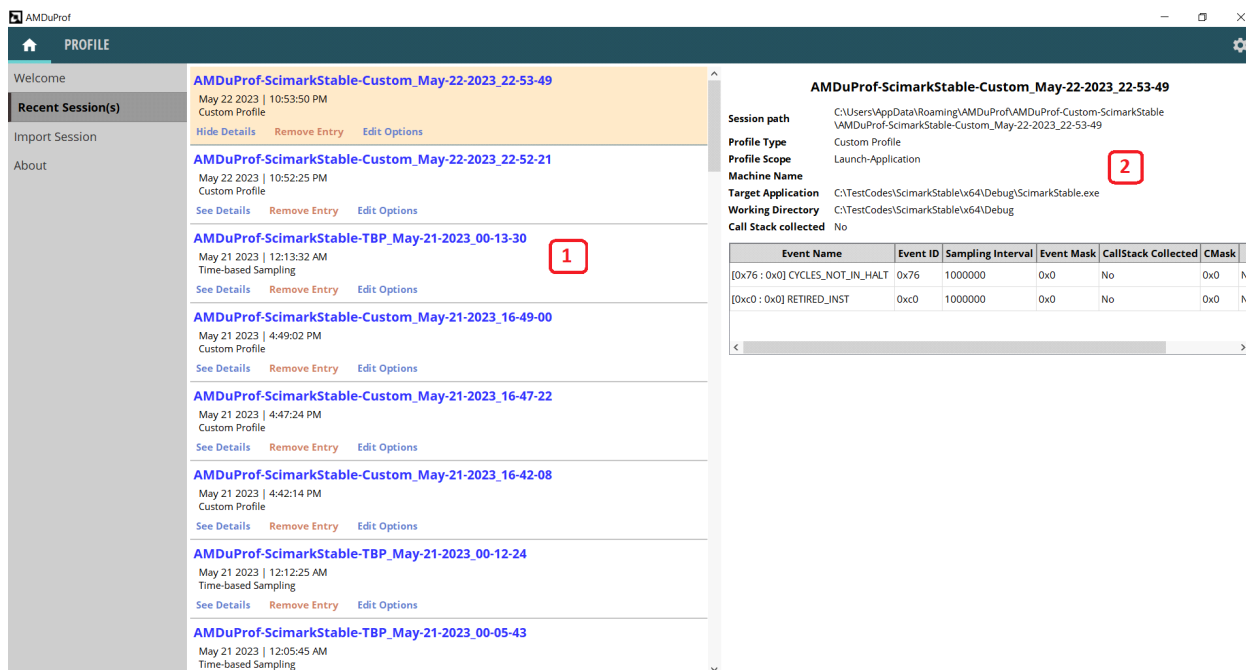 AMDuProf
PROFILE
Welcome
Recent Session(s)
Import Session
About
AMDuProf-ScimarkStable-Custom_May-22-2023_22-53-49
May 22 2023 | 10:53:50 PM
Custom Profile
Hide Details Remove Entry Edit Options
AMDuProf-ScimarkStable-Custom_May-22-2023_22-52-21
May 22 2023 | 10:52:25 PM
Custom Profile
See Details Remove Entry Edit Options
AMDuProf-ScimarkStable-TBP_May-21-2023_00-13-30
May 21 2023 | 12:13:32 AM
Time-based Sampling
See Details Remove Entry Edit Options
1
AMDuProf-ScimarkStable-Custom_May-21-2023_16-49-00
May 21 2023 | 4:49:02 PM
Custom Profile
See Details Remove Entry Edit Options
AMDuProf-ScimarkStable-Custom_May-21-2023_16-47-22
May 21 2023 | 4:47:24 PM
Custom Profile
See Details Remove Entry Edit Options
AMDuProf-ScimarkStable-Custom_May-21-2023_16-42-08
May 21 2023 | 4:42:14 PM
Custom Profile
See Details Remove Entry Edit Options
AMDuProf-ScimarkStable-TBP_May-21-2023_00-12-24
May 21 2023 | 12:12:25 AM
Time-based Sampling
See Details Remove Entry Edit Options
AMDuProf-ScimarkStable-TBP_May-21-2023_00-05-43
May 21 2023 | 12:05:45 AM
Time-based Sampling
AMDuProf-ScimarkStable-Custom_May-22-2023_22-53-49
Session path C:\Users\AppData\Roaming\AMDuProf\AMDuProf-Custom-ScimarkStable
\AMDuProf-ScimarkStable-Custom_May-22-2023_22-53-49
Profile Type Custom Profile
Profile Scope Launch-Application
Machine Name
2
Target Application C:\TestCodes\ScimarkStable\x64\Debug\ScimarkStable.exe
Working Directory C:\TestCodes\ScimarkStable\x64\Debug
Call Stack collected No
Event Name Event ID Sampling Interval Event Mask CallStack Collected CMask
[0x76 : 0x0] CYCLES_NOT_IN_HALT 0x76 1000000 0x0 No 0x0
[0xc0 : 0x0] RETIRED_INST 0xc0 1000000 0x0 No 0x0